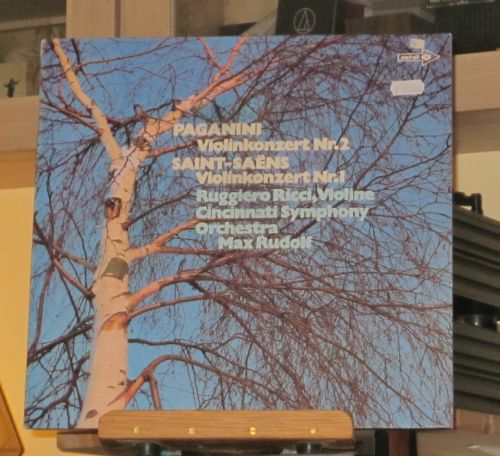 PAGANINI
Violinkonzert Nr.2
SAINT-SAËNS
Violinkonzert Nr.1
Ruggiero Ricci, Violine
Cincinnati Symphony
Orchestra
Max Rudolf